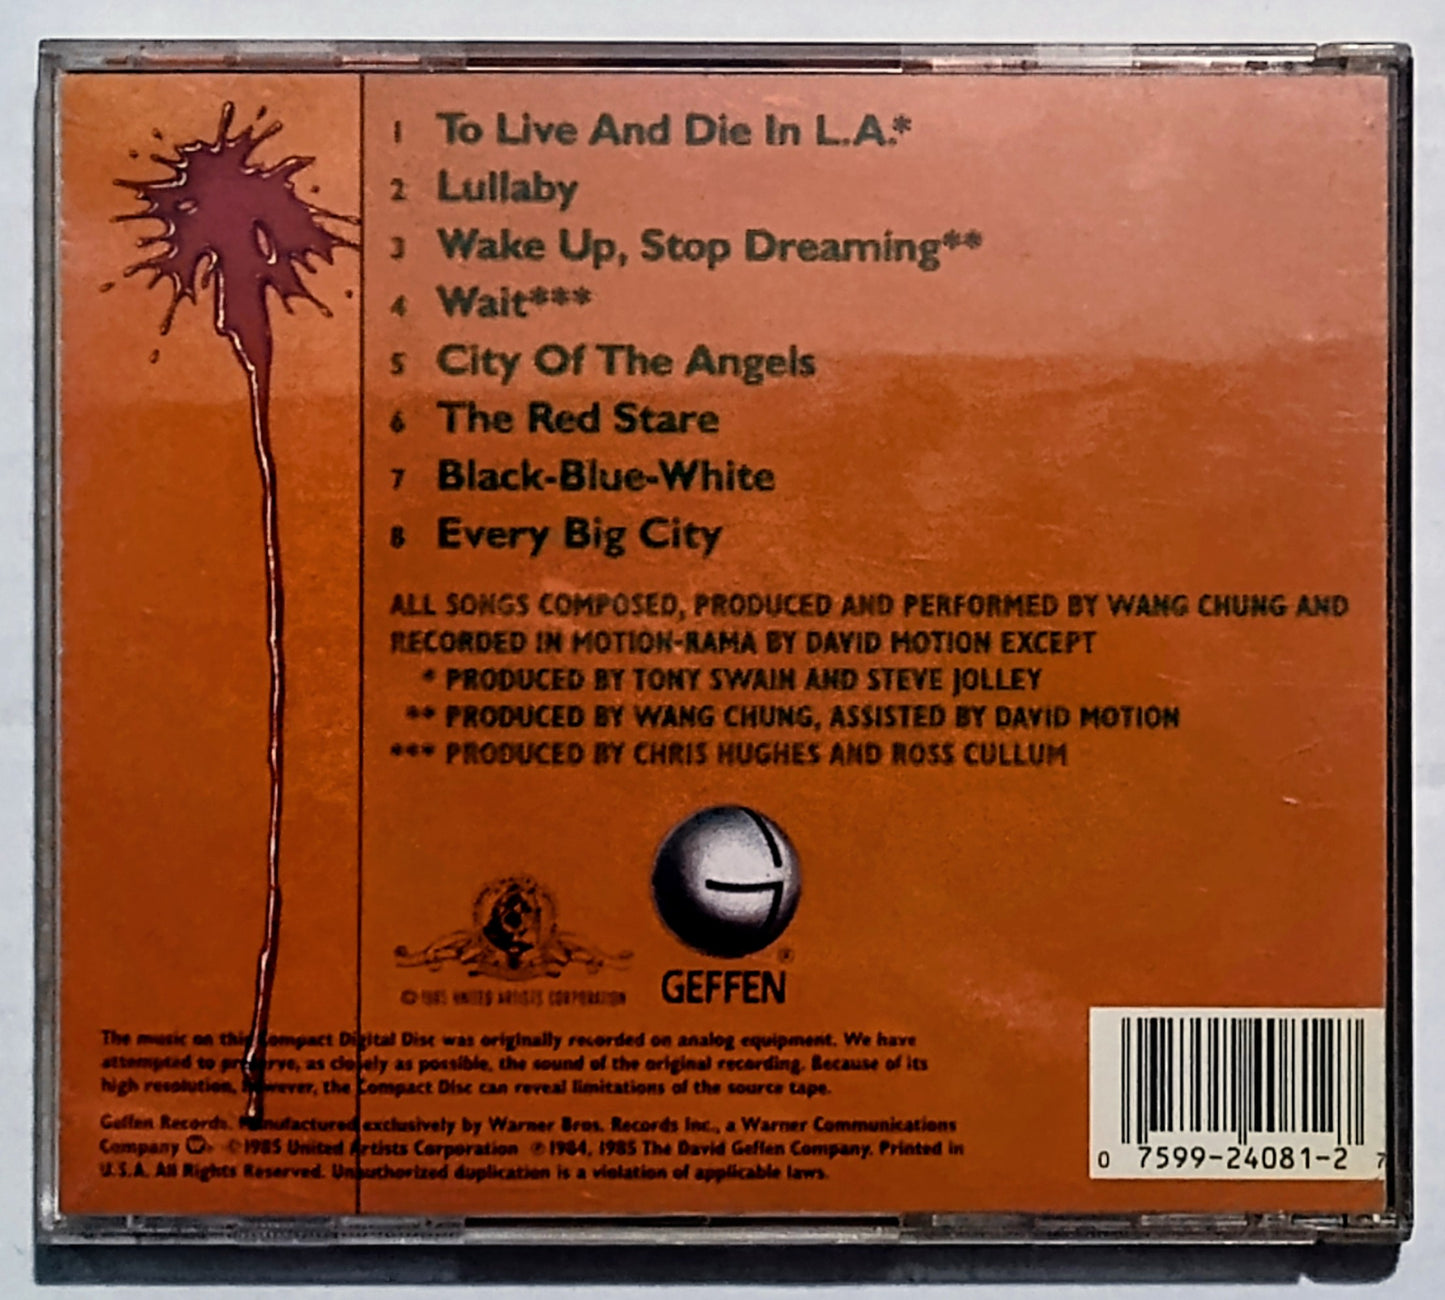 1 To Live And Die In L.A.*
2 Lullaby
3 Wake Up, Stop Dreaming**
4 Wait***
5 City Of The Angels
6 The Red Stare
7 Black-Blue-White
8 Every Big City
ALL SONGS COMPOSED, PRODUCED AND PERFORMED BY WANG CHUNG AND
RECORDED IN MOTION-RAMA BY DAVID MOTION EXCEPT
* PRODUCED BY TONY SWAIN AND STEVE JOLLEY
** PRODUCED BY WANG CHUNG, ASSISTED BY DAVID MOTION
*** PRODUCED BY CHRIS HUGHES AND ROSS CULLUM
®
GEFFEN
© 1985 UNITED ARTISTS CORPORATION
The music on this Compact Digital Disc was originally recorded on analog equipment. We have
attempted to preserve, as closely as possible, the sound of the original recording. Because of its
high resolution, however, the Compact Disc can reveal limitations of the source tape.
Geffen Records. Manufactured exclusively by Warner Bros. Records Inc., a Warner Communications
Company © 1985 United Artists Corporation ℗ 1984, 1985 The David Geffen Company. Printed in
U.S.A. All Rights Reserved. Unauthorized duplication is a violation of applicable laws.
0 7599-24081-2 7